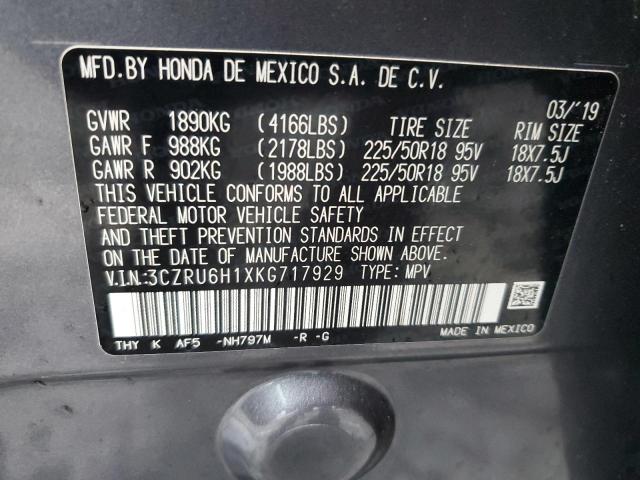 MFD.BY HONDA DE MEXICO S.A. DE C.V.
03/'19
GVWR 1890KG (4166LBS) TIRE SIZE RIM SIZE
GAWR F 988KG (2178LBS) 225/50R18 95V 18X7.5J
GAWR R 902KG (1988LBS) 225/50R18 95V 18X7.5J
THIS VEHICLE CONFORMS TO ALL APPLICABLE
FEDERAL MOTOR VEHICLE SAFETY
AND THEFT PREVENTION STANDARDS IN EFFECT
ON THE DATE OF MANUFACTURE SHOWN ABOVE.
V.I.N:3CZRU6H1XKG717929 TYPE: MPV
THY K AF5 -NH797M -R -G
MADE IN MEXICO